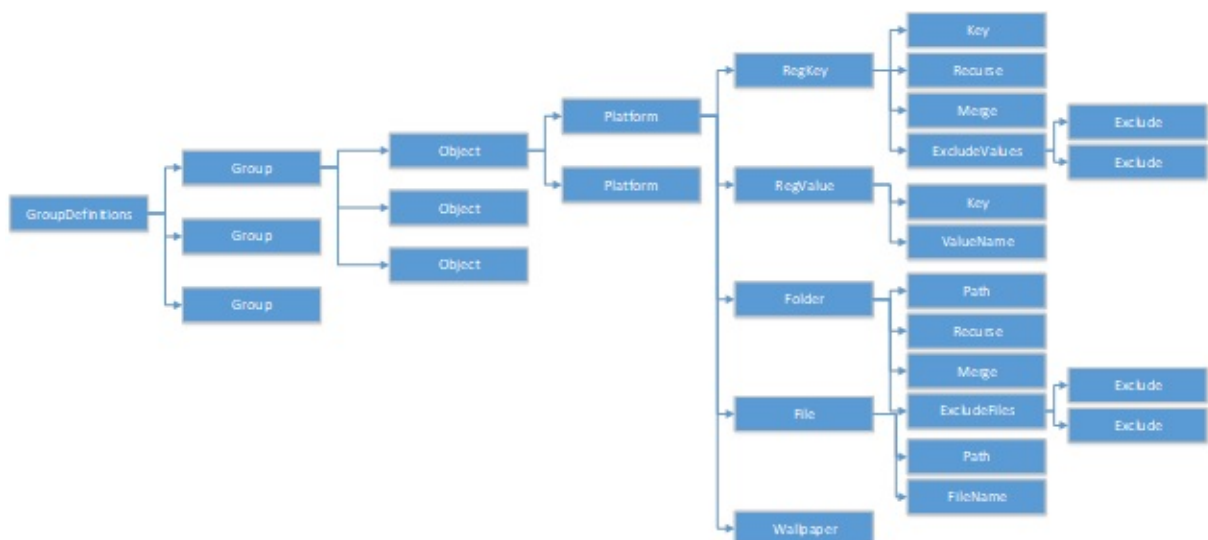 GroupDefinitions
Group
Group
Group
Object
Object
Object
Platform
Platform
RegKey
RegValue
Folder
File
Wallpaper
Key
Recurse
Merge
ExcludeValues
Key
ValueName
Path
Recurse
Merge
ExcludeFiles
Path
FileName
Exclude
Exclude
Exclude
Exclude